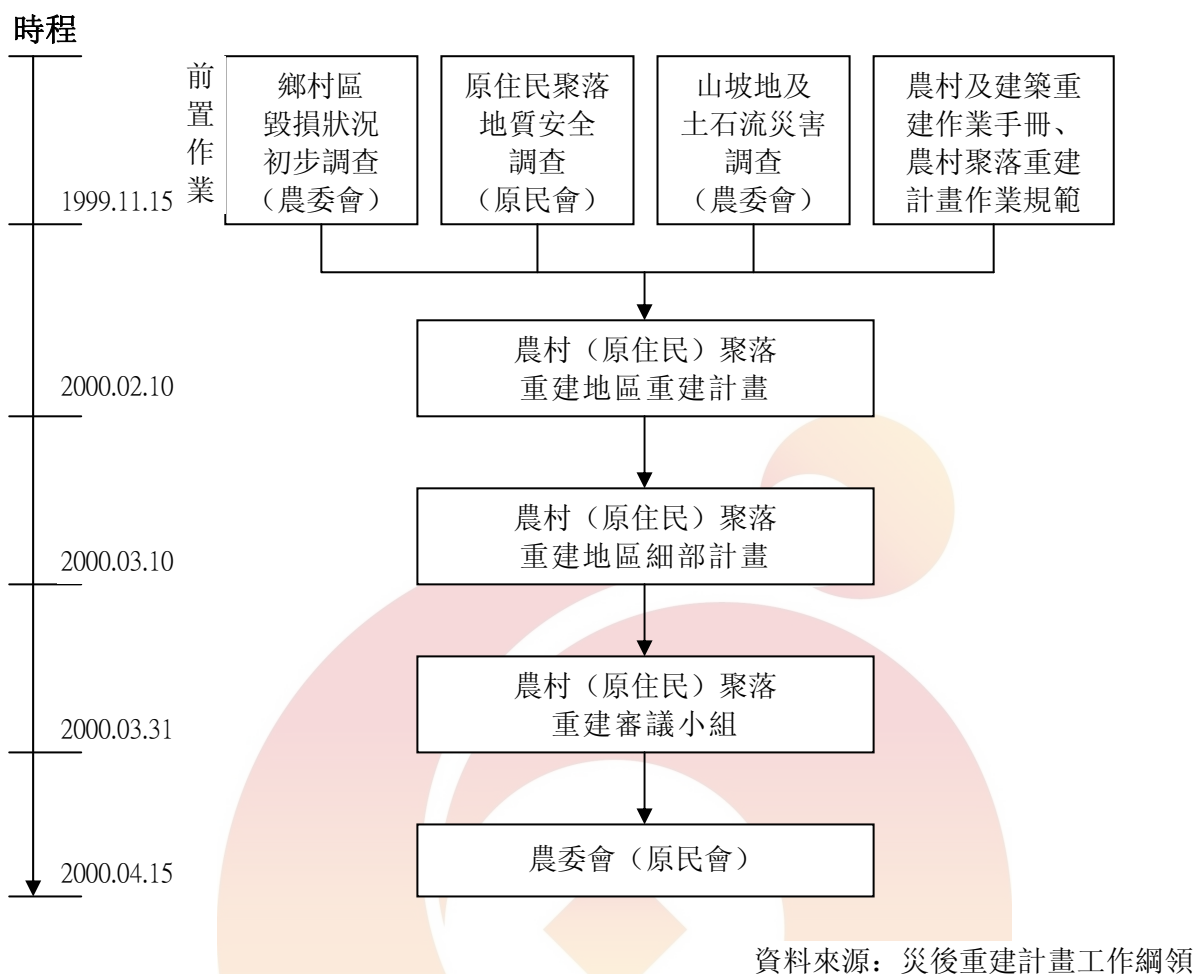 時程
前
置
作
業
鄉村區
毀損狀況
初步調查
（農委會）
原住民聚落
地質安全
調查
（原民會）
山坡地及
土石流災害
調查
（農委會）
農村及建築重
建作業手冊、
農村聚落重建
計畫作業規範
1999.11.15
農村（原住民）聚落
重建地區重建計畫
2000.02.10
農村（原住民）聚落
重建地區細部計畫
2000.03.10
農村（原住民）聚落
重建審議小組
2000.03.31
農委會（原民會）
2000.04.15
資料來源：災後重建計畫工作綱領